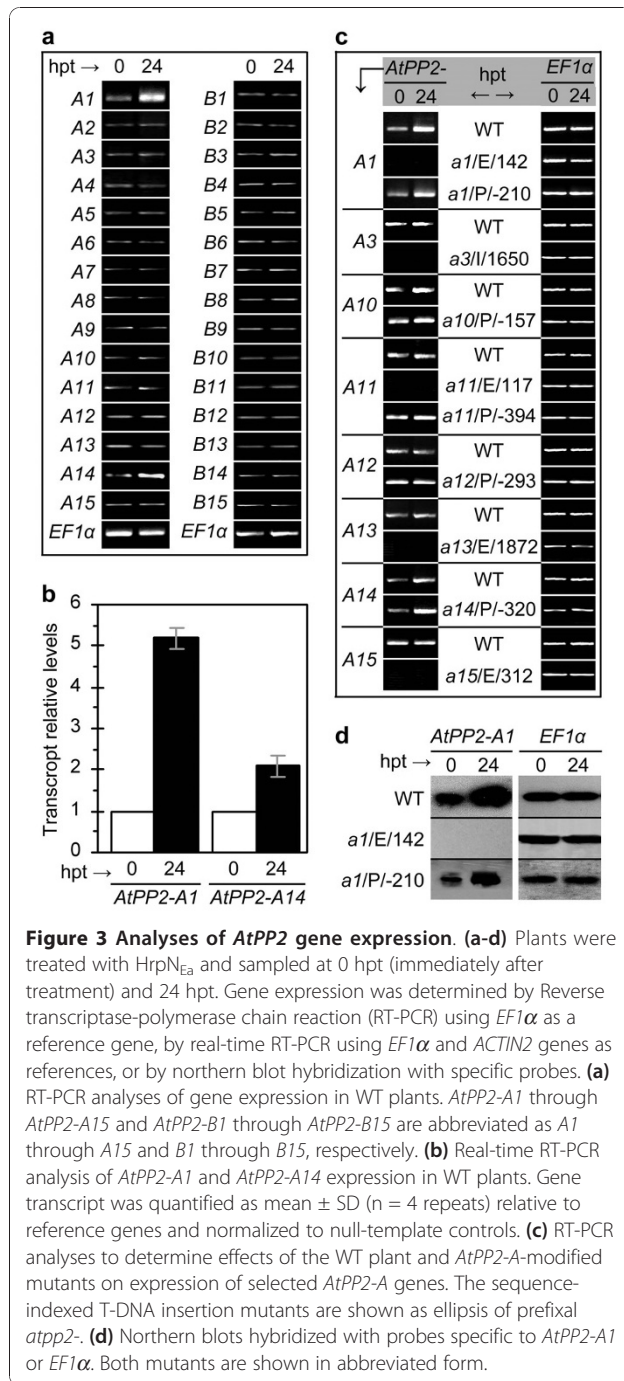 a
hpt → 0 24
A1 B1
A2 B2
A3 B3
A4 B4
A5 B5
A6 B6
A7 B7
A8 B8
A9 B9
A10 B10
A11 B11
A12 B12
A13 B13
A14 B14
A15 B15
EF1α EF1α
b
Transcropt relative levels
6
5
4
3
2
1
0
hpt → 0 24 0 24
AtPP2-A1 AtPP2-A14
c
AtPP2- hpt EF1α
0 24 ← → 0 24
A1 WT
a1/E/142
a1/P/-210
A3 WT
a3/I/1650
A10 WT
a10/P/-157
A11 WT
a11/E/117
a11/P/-394
A12 WT
a12/P/-293
A13 WT
a13/E/1872
A14 WT
a14/P/-320
A15 WT
a15/E/312
d
AtPP2-A1 EF1α
hpt → 0 24 0 24
WT
a1/E/142
a1/P/-210
Figure 3 Analyses of AtPP2 gene expression. (a-d) Plants were
treated with HrpNEa and sampled at 0 hpt (immediately after
treatment) and 24 hpt. Gene expression was determined by Reverse
transcriptase-polymerase chain reaction (RT-PCR) using EF1α as a
reference gene, by real-time RT-PCR using EF1α and ACTIN2 genes as
references, or by northern blot hybridization with specific probes. (a)
RT-PCR analyses of gene expression in WT plants. AtPP2-A1 through
AtPP2-A15 and AtPP2-B1 through AtPP2-B15 are abbreviated as A1
through A15 and B1 through B15, respectively. (b) Real-time RT-PCR
analysis of AtPP2-A1 and AtPP2-A14 expression in WT plants. Gene
transcript was quantified as mean ± SD (n = 4 repeats) relative to
reference genes and normalized to null-template controls. (c) RT-PCR
analyses to determine effects of the WT plant and AtPP2-A-modified
mutants on expression of selected AtPP2-A genes. The sequence-
indexed T-DNA insertion mutants are shown as ellipsis of prefixal
atpp2-. (d) Northern blots hybridized with probes specific to AtPP2-A1
or EF1α. Both mutants are shown in abbreviated form.